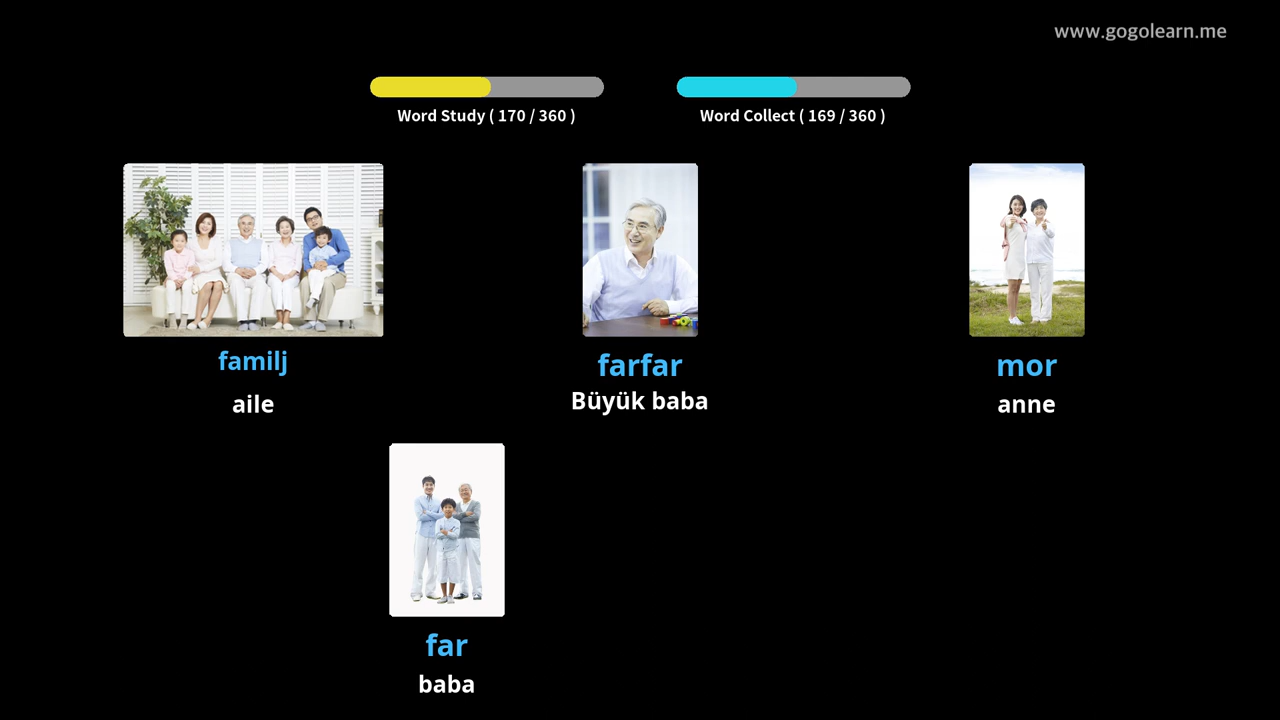 www.gogolearn.me
Word Study ( 170 / 360 )
Word Collect ( 169 / 360 )
familj
aile
farfar
Büyük baba
mor
anne
far
baba